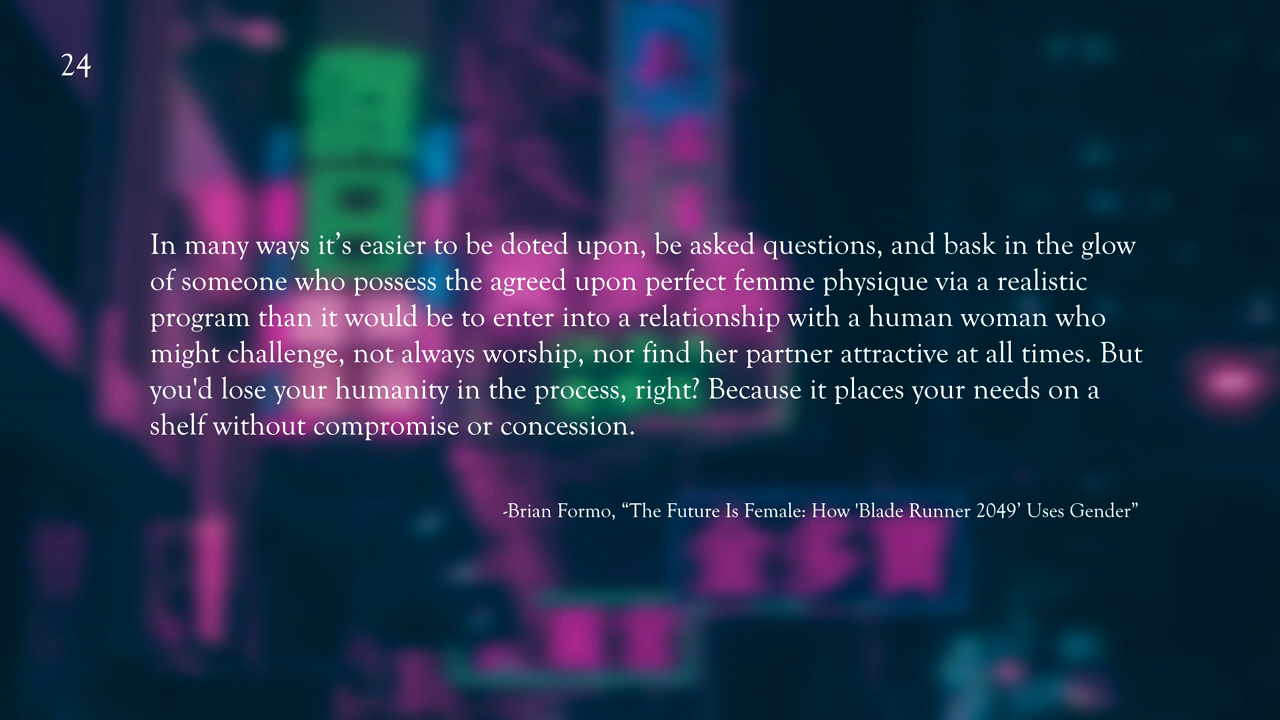 24
In many ways it’s easier to be doted upon, be asked questions, and bask in the glow
of someone who possess the agreed upon perfect femme physique via a realistic
program than it would be to enter into a relationship with a human woman who
might challenge, not always worship, nor find her partner attractive at all times. But
you'd lose your humanity in the process, right? Because it places your needs on a
shelf without compromise or concession.
-Brian Formo, “The Future Is Female: How 'Blade Runner 2049’ Uses Gender”